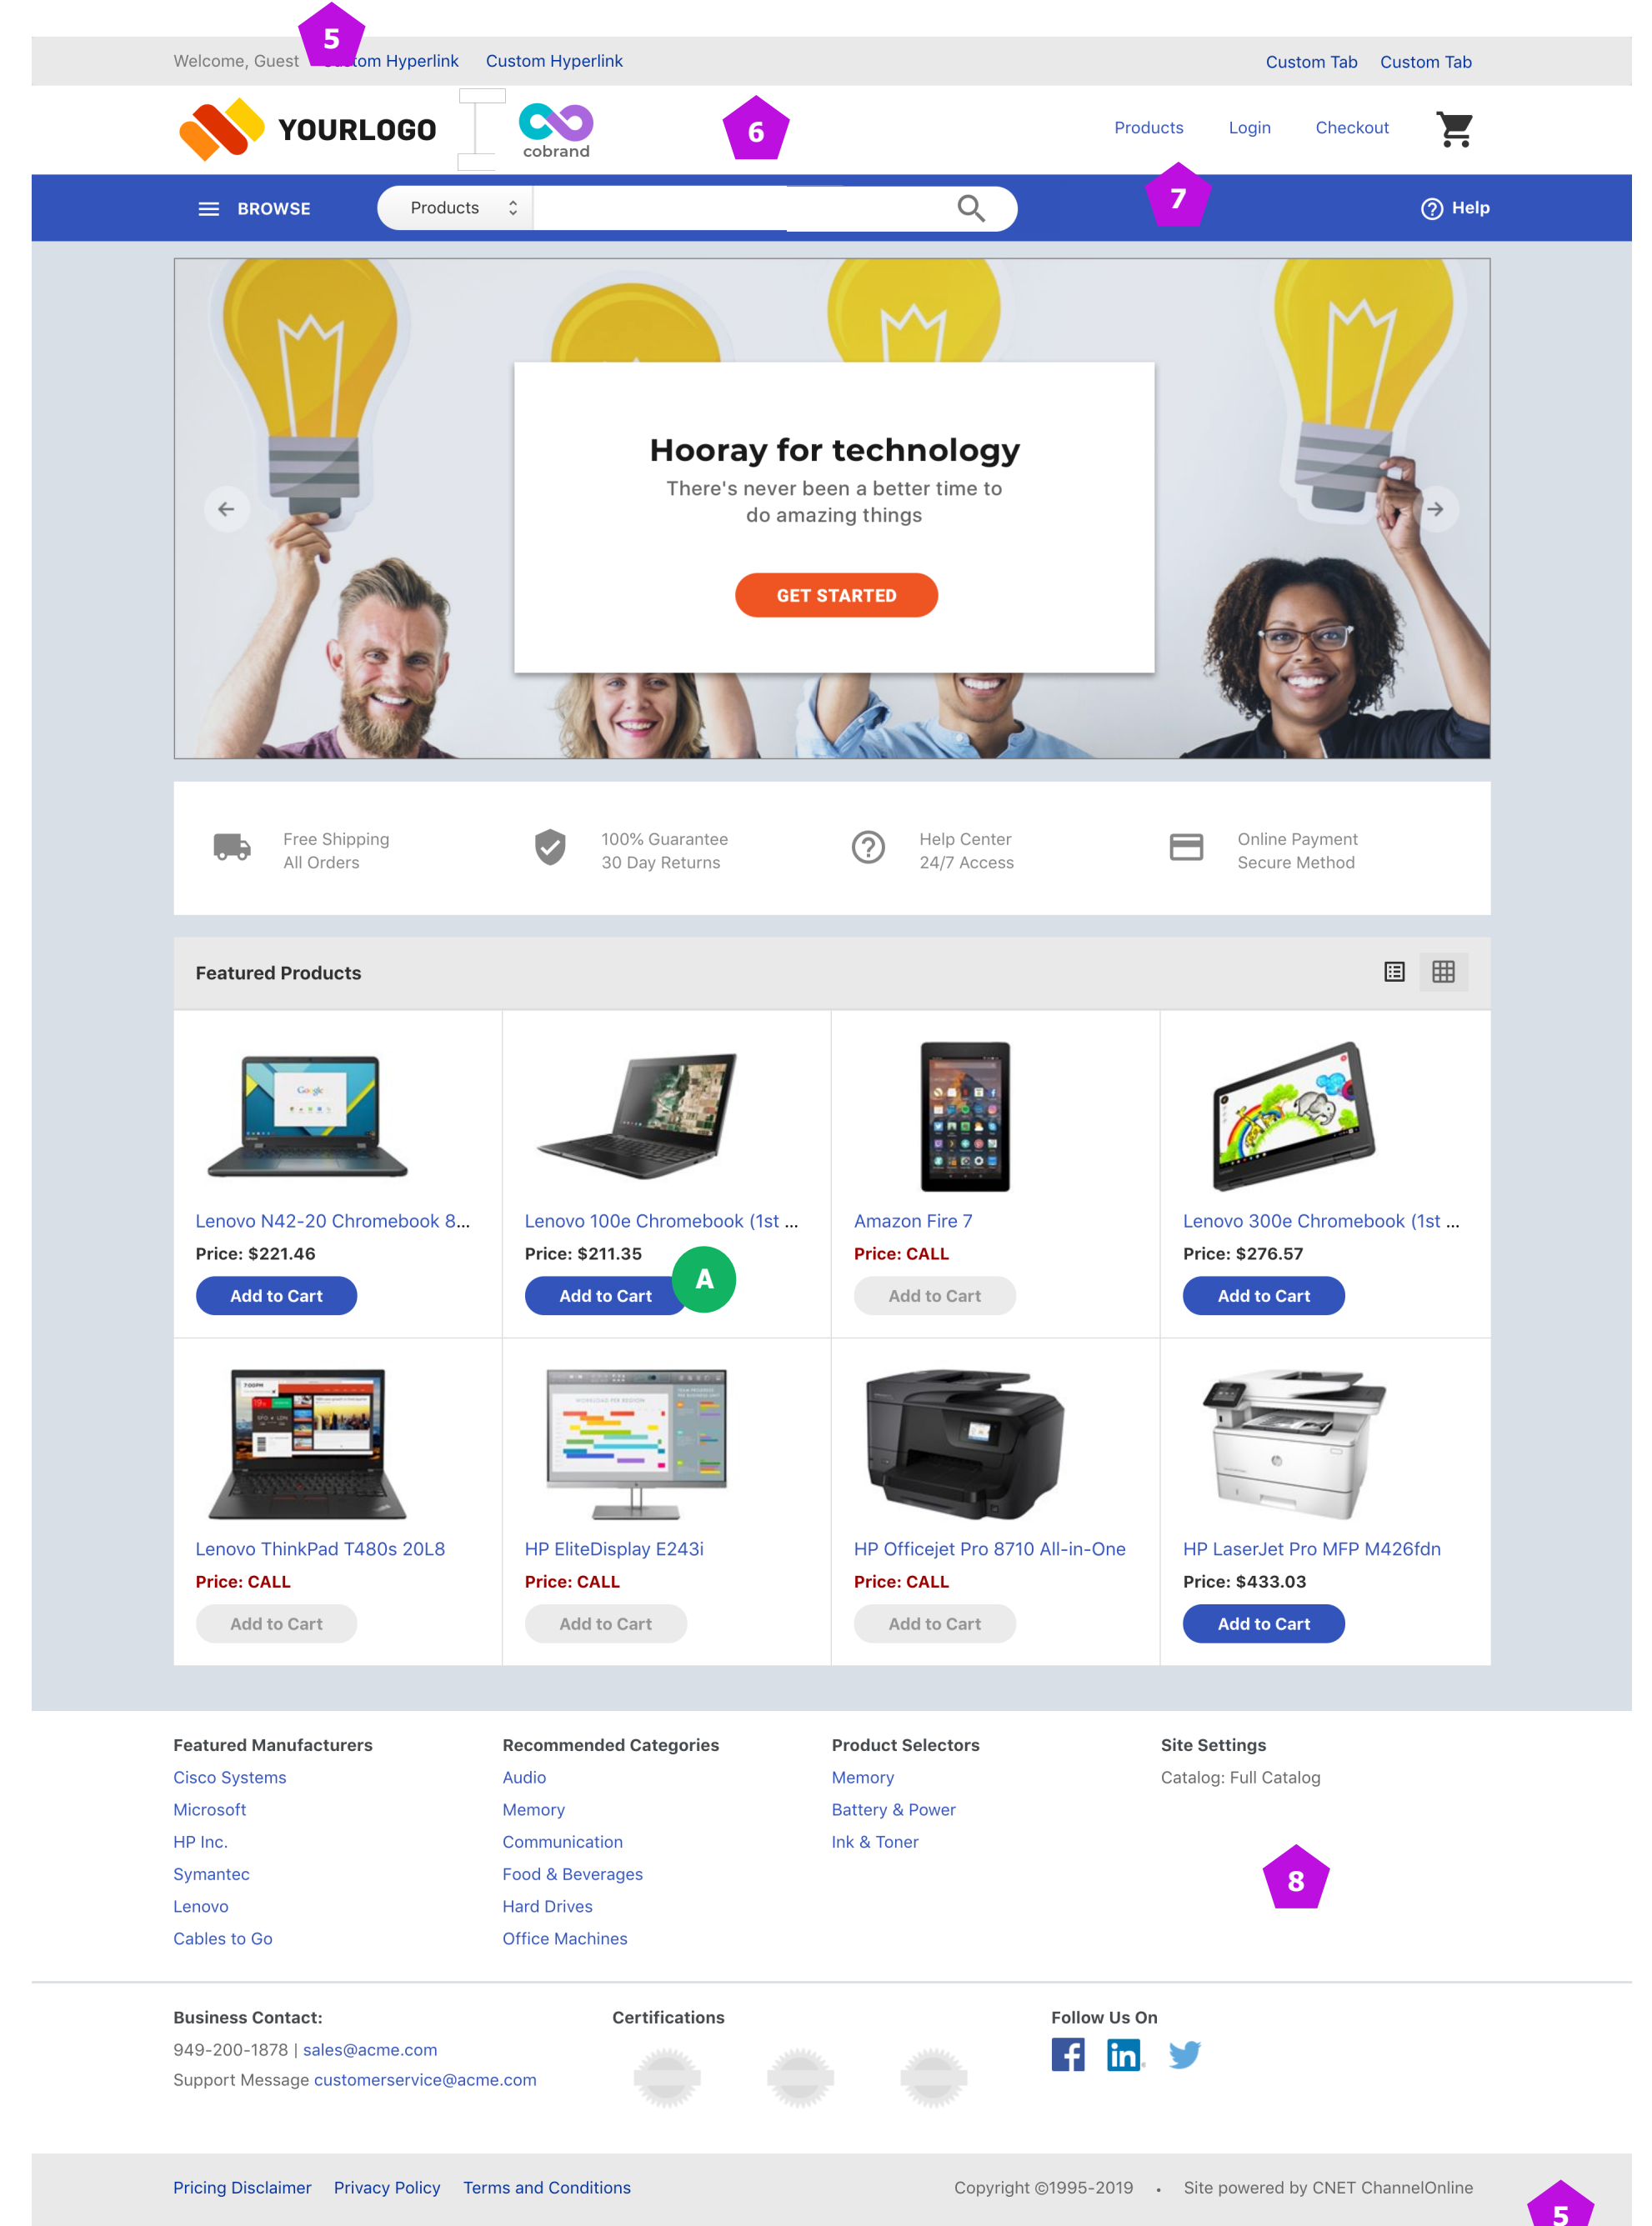 5
Welcome, Guest
Custom Hyperlink
Custom Tab
Custom Tab
YOURLOGO
cobrand
6
Products
Login
Checkout
BROWSE
Products
7
Help
Hooray for technology
There's never been a better time to
do amazing things
GET STARTED
Free Shipping
All Orders
100% Guarantee
30 Day Returns
Help Center
24/7 Access
Online Payment
Secure Method
Featured Products
Lenovo N42-20 Chromebook 8...
Price: $221.46
Add to Cart
Lenovo 100e Chromebook (1st ...
Price: $211.35
Add to Cart
A
Amazon Fire 7
Price: CALL
Add to Cart
Lenovo 300e Chromebook (1st ...
Price: $276.57
Add to Cart
Lenovo ThinkPad T480s 20L8
Price: CALL
Add to Cart
HP EliteDisplay E243i
Price: CALL
Add to Cart
HP Officejet Pro 8710 All-in-One
Price: CALL
Add to Cart
HP LaserJet Pro MFP M426fdn
Price: $433.03
Add to Cart
Featured Manufacturers
Cisco Systems
Microsoft
HP Inc.
Symantec
Lenovo
Cables to Go
Recommended Categories
Audio
Memory
Communication
Food & Beverages
Hard Drives
Office Machines
Product Selectors
Memory
Battery & Power
Ink & Toner
Site Settings
Catalog: Full Catalog
8
Business Contact:
949-200-1878 | sales@acme.com
Support Message customerservice@acme.com
Certifications
Follow Us On
Pricing Disclaimer
Privacy Policy
Terms and Conditions
Copyright ©1995-2019 • Site powered by CNET ChannelOnline
5